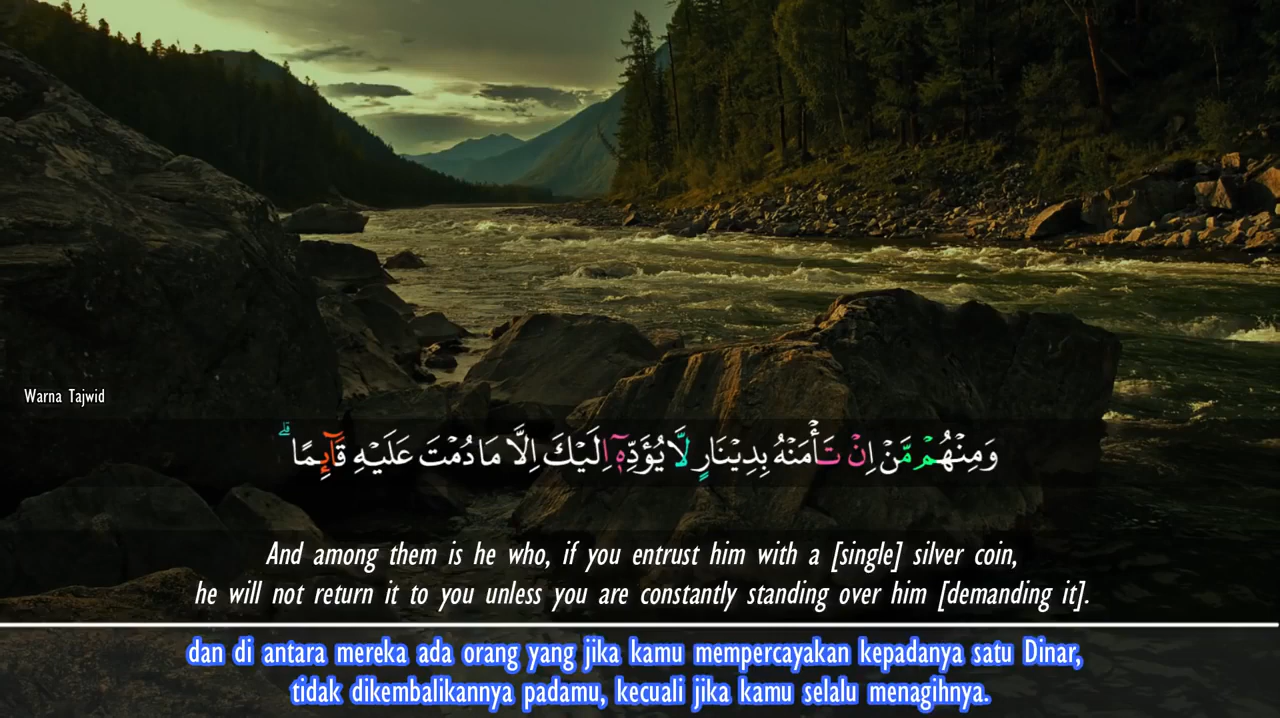 Warna Tajwid
وَمِنْهُمْ مَّنْ اِنْ تَأْمَنْهُ بِدِيْنَارٍ لَّا يُؤَدِّهٖٓ اِلَيْكَ اِلَّا مَا دُمْتَ عَلَيْهِ قَآىِٕمًا ۗ
And among them is he who, if you entrust him with a [single] silver coin,
he will not return it to you unless you are constantly standing over him [demanding it].
dan di antara mereka ada orang yang jika kamu mempercayakan kepadanya satu Dinar,
tidak dikembalikannya padamu, kecuali jika kamu selalu menagihnya.